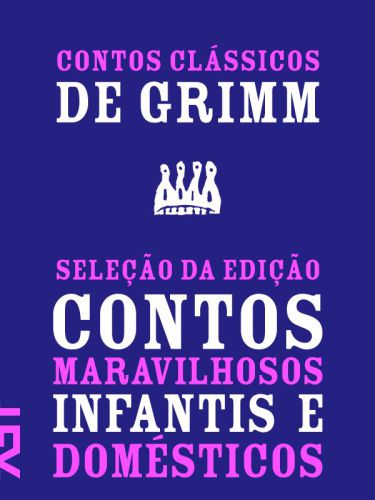 CONTOS CLÁSSICOS
DE GRIMM
SELEÇÃO DA EDIÇÃO
CONTOS
MARAVILHOSOS
INFANTIS E
DOMÉSTICOS